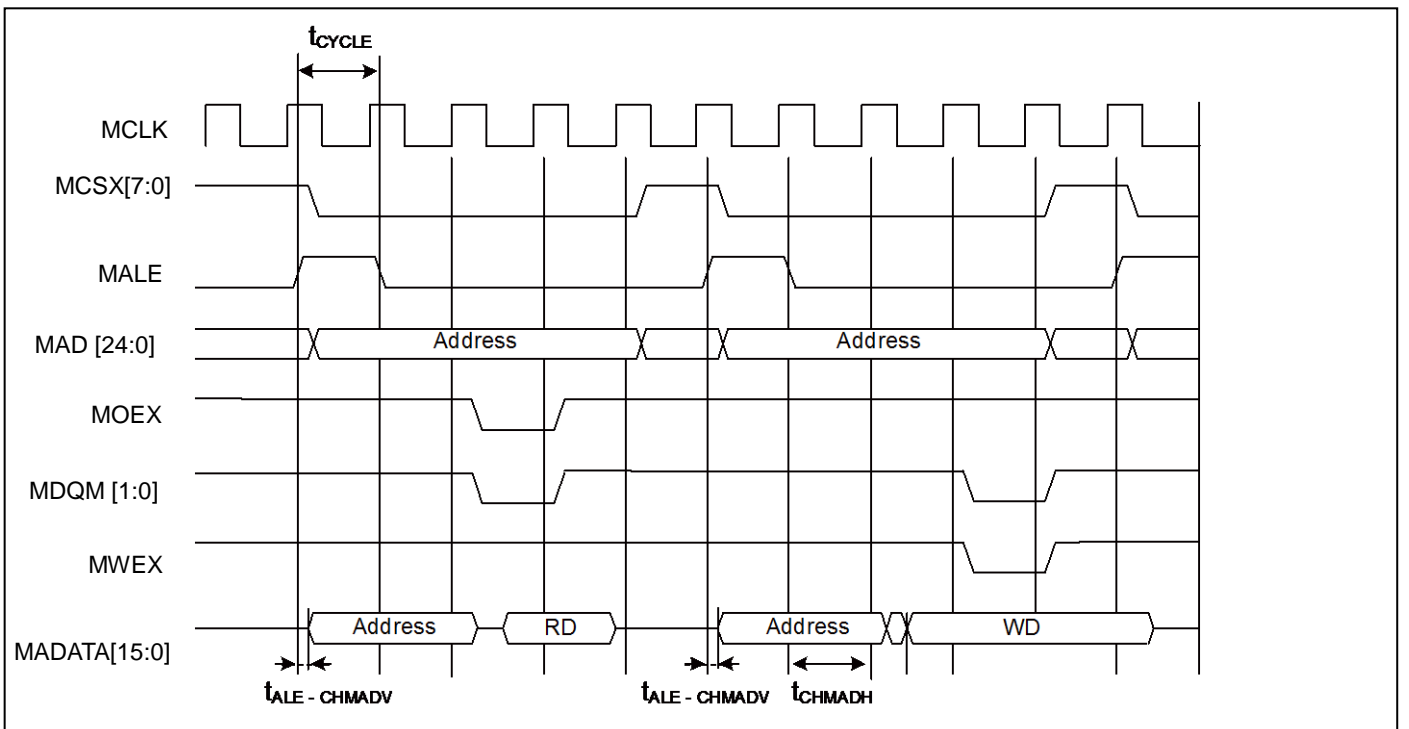 tCYCLE
MCLK
MCSX[7:0]
MALE
MAD [24:0]
Address
Address
MOEX
MDQM [1:0]
MWEX
MADATA[15:0]
Address
RD
Address
WD
tALE - CHMADV
tALE - CHMADV
tCHMADH